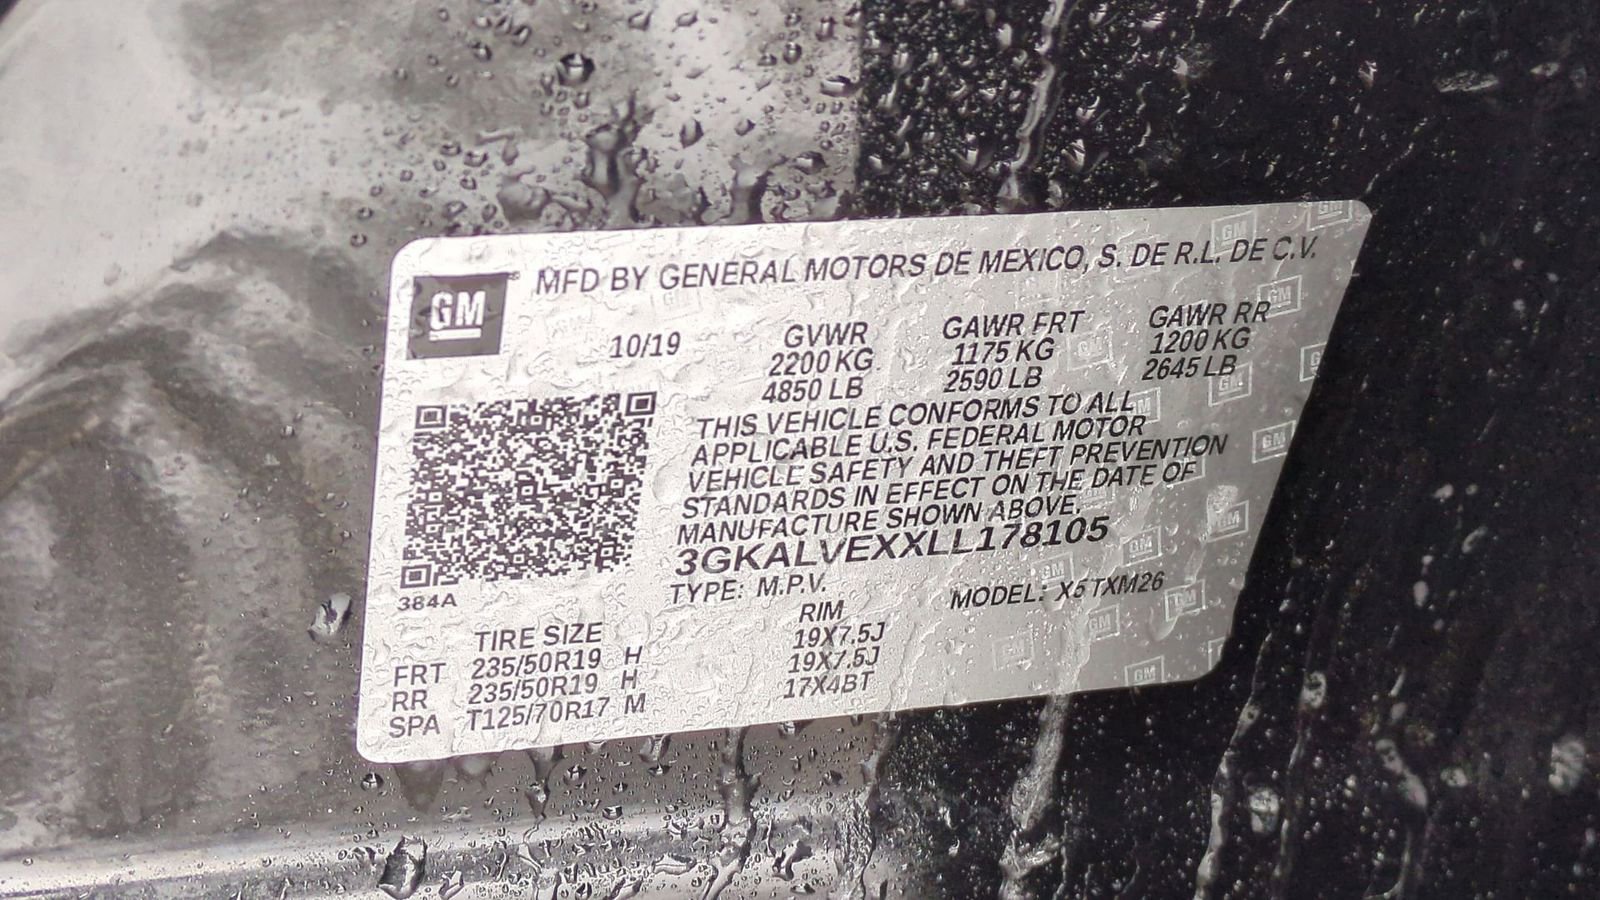 GM MFD BY GENERAL MOTORS DE MEXICO, S. DE R.L. DE C.V.
10/19 GVWR GAWR FRT GAWR RR
2200 KG 1175 KG 1200 KG
4850 LB 2590 LB 2645 LB
THIS VEHICLE CONFORMS TO ALL
APPLICABLE U.S. FEDERAL MOTOR
VEHICLE SAFETY AND THEFT PREVENTION
STANDARDS IN EFFECT ON THE DATE OF
MANUFACTURE SHOWN ABOVE.
3GKALVEXXLL178105
384A
TYPE: M.P.V. MODEL: X5TXM26
TIRE SIZE RIM
FRT 235/50R19 H 19X7.5J
RR 235/50R19 H 19X7.5J
SPA T125/70R17 M 17X4BT